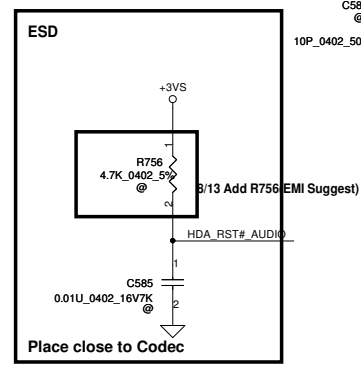 C58
@
10P_0402_50
ESD
+3VS
1
R756
4.7K_0402_5%
@
2
8/13 Add R756(EMI Suggest)
HDA_RST#_AUDIO
1
C585
0.01U_0402_16V7K
@
2
Place close to Codec